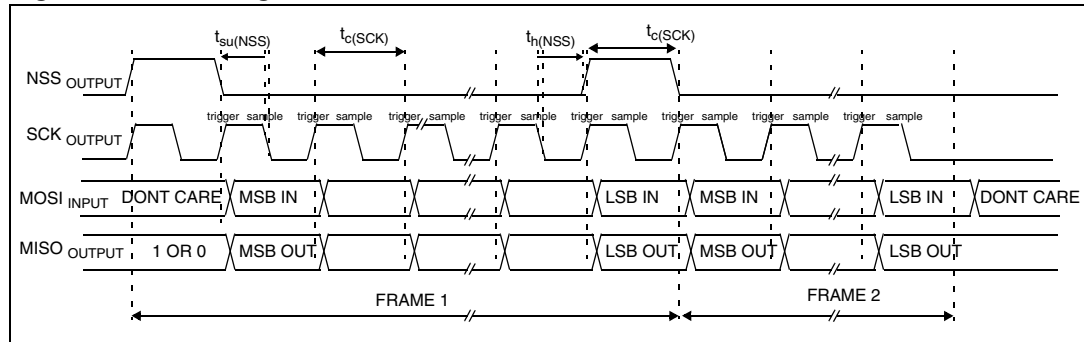 tsu(NSS) tc(SCK) th(NSS) tc(SCK)
NSS OUTPUT
trigger sample trigger sample trigger sample trigger sample trigger sample trigger sample trigger sample trigger sample
SCK OUTPUT
MOSI INPUT DONT CARE MSB IN LSB IN MSB IN LSB IN DONT CARE
MISO OUTPUT 1 OR 0 MSB OUT LSB OUT MSB OUT LSB OUT
FRAME 1 FRAME 2